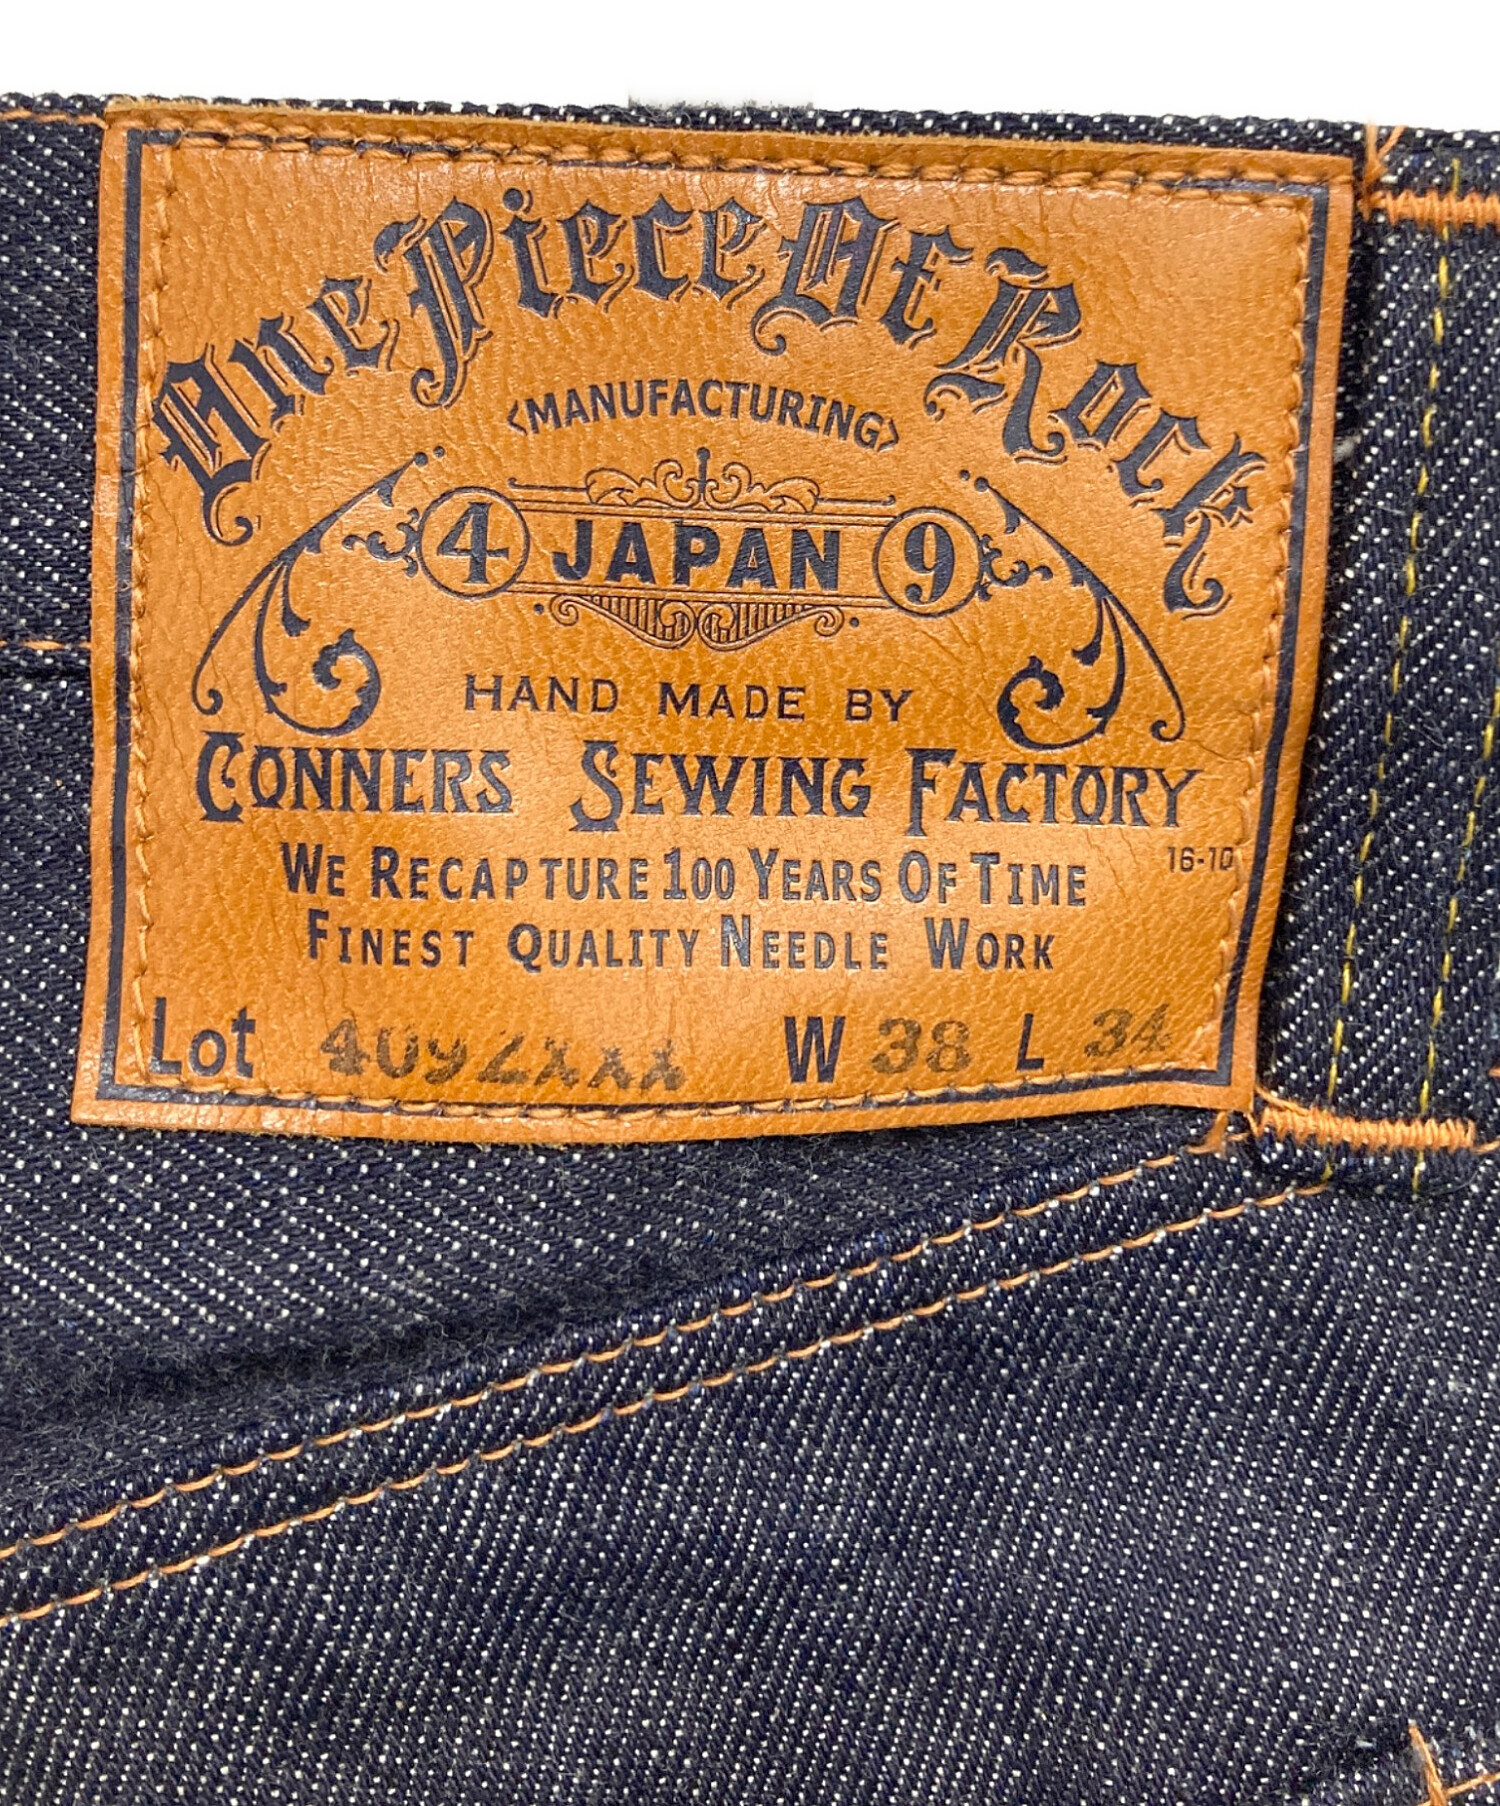 One Piece Of Rock
<MANUFACTURING>
4 JAPAN 9
HAND MADE BY
CONNERS SEWING FACTORY
WE RECAPTURE 100 YEARS OF TIME 16-10
FINEST QUALITY NEEDLE WORK
Lot 409ZXXX W 38 L 34